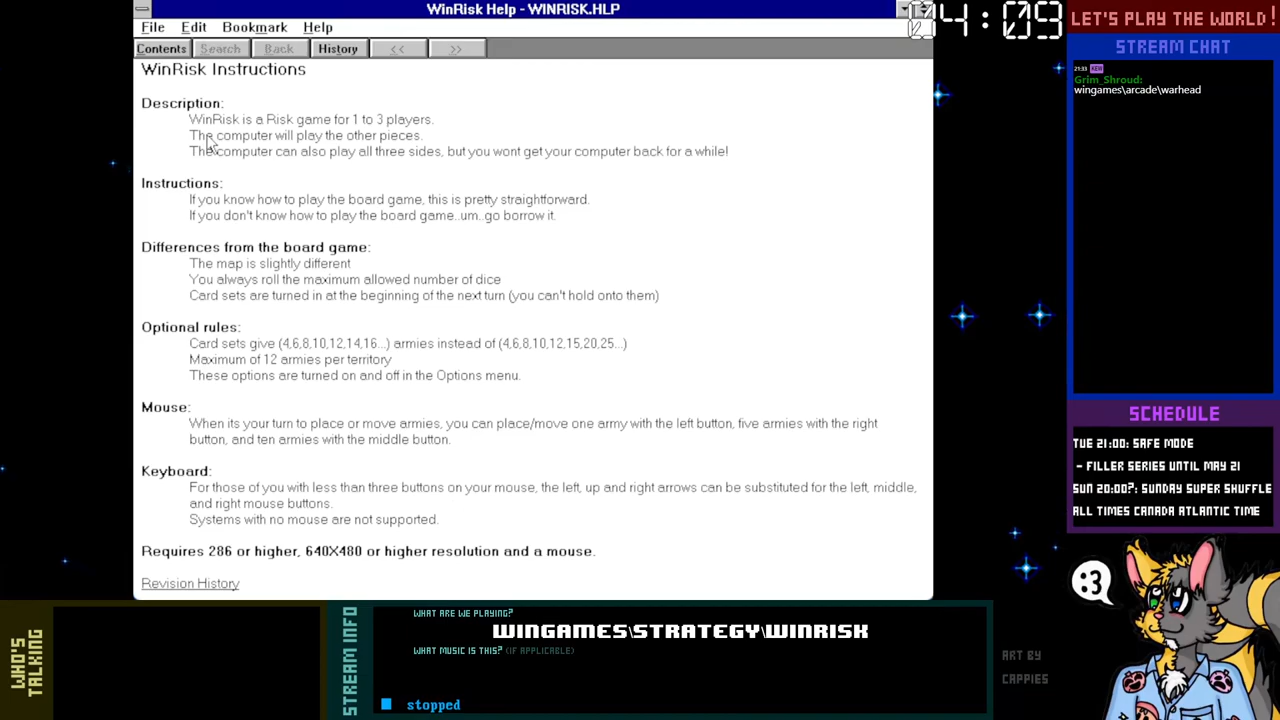 WinRisk Help - WINRISK.HLP
File Edit Bookmark Help
Contents Search Back History << >>
WinRisk Instructions
Description:
WinRisk is a Risk game for 1 to 3 players.
The computer will play the other pieces.
The computer can also play all three sides, but you wont get your computer back for a while!
Instructions:
If you know how to play the board game, this is pretty straightforward.
If you don't know how to play the board game..um..go borrow it.
Differences from the board game:
The map is slightly different
You always roll the maximum allowed number of dice
Card sets are turned in at the beginning of the next turn (you can't hold onto them)
Optional rules:
Card sets give (4,6,8,10,12,14,16...) armies instead of (4,6,8,10,12,15,20,25...)
Maximum of 12 armies per territory
These options are turned on and off in the Options menu.
Mouse:
When its your turn to place or move armies, you can place/move one army with the left button, five armies with the right
button, and ten armies with the middle button.
Keyboard:
For those of you with less than three buttons on your mouse, the left, up and right arrows can be substituted for the left, middle,
and right mouse buttons.
Systems with no mouse are not supported.
Requires 286 or higher, 640X480 or higher resolution and a mouse.
Revision History
04:09
LET'S PLAY THE WORLD!
STREAM CHAT
21:33 NEW
Grim_Shroud:
wingames\arcade\warhead
SCHEDULE
TUE 21:00: SAFE MODE
- FILLER SERIES UNTIL MAY 21
SUN 20:00?: SUNDAY SUPER SHUFFLE
ALL TIMES CANADA ATLANTIC TIME
:3
WHO'S
TALKING
STREAM INFO
WHAT ARE WE PLAYING?
WINGAMES\STRATEGY\WINRISK
WHAT MUSIC IS THIS? (IF APPLICABLE)
stopped
ART BY
CAPPIES